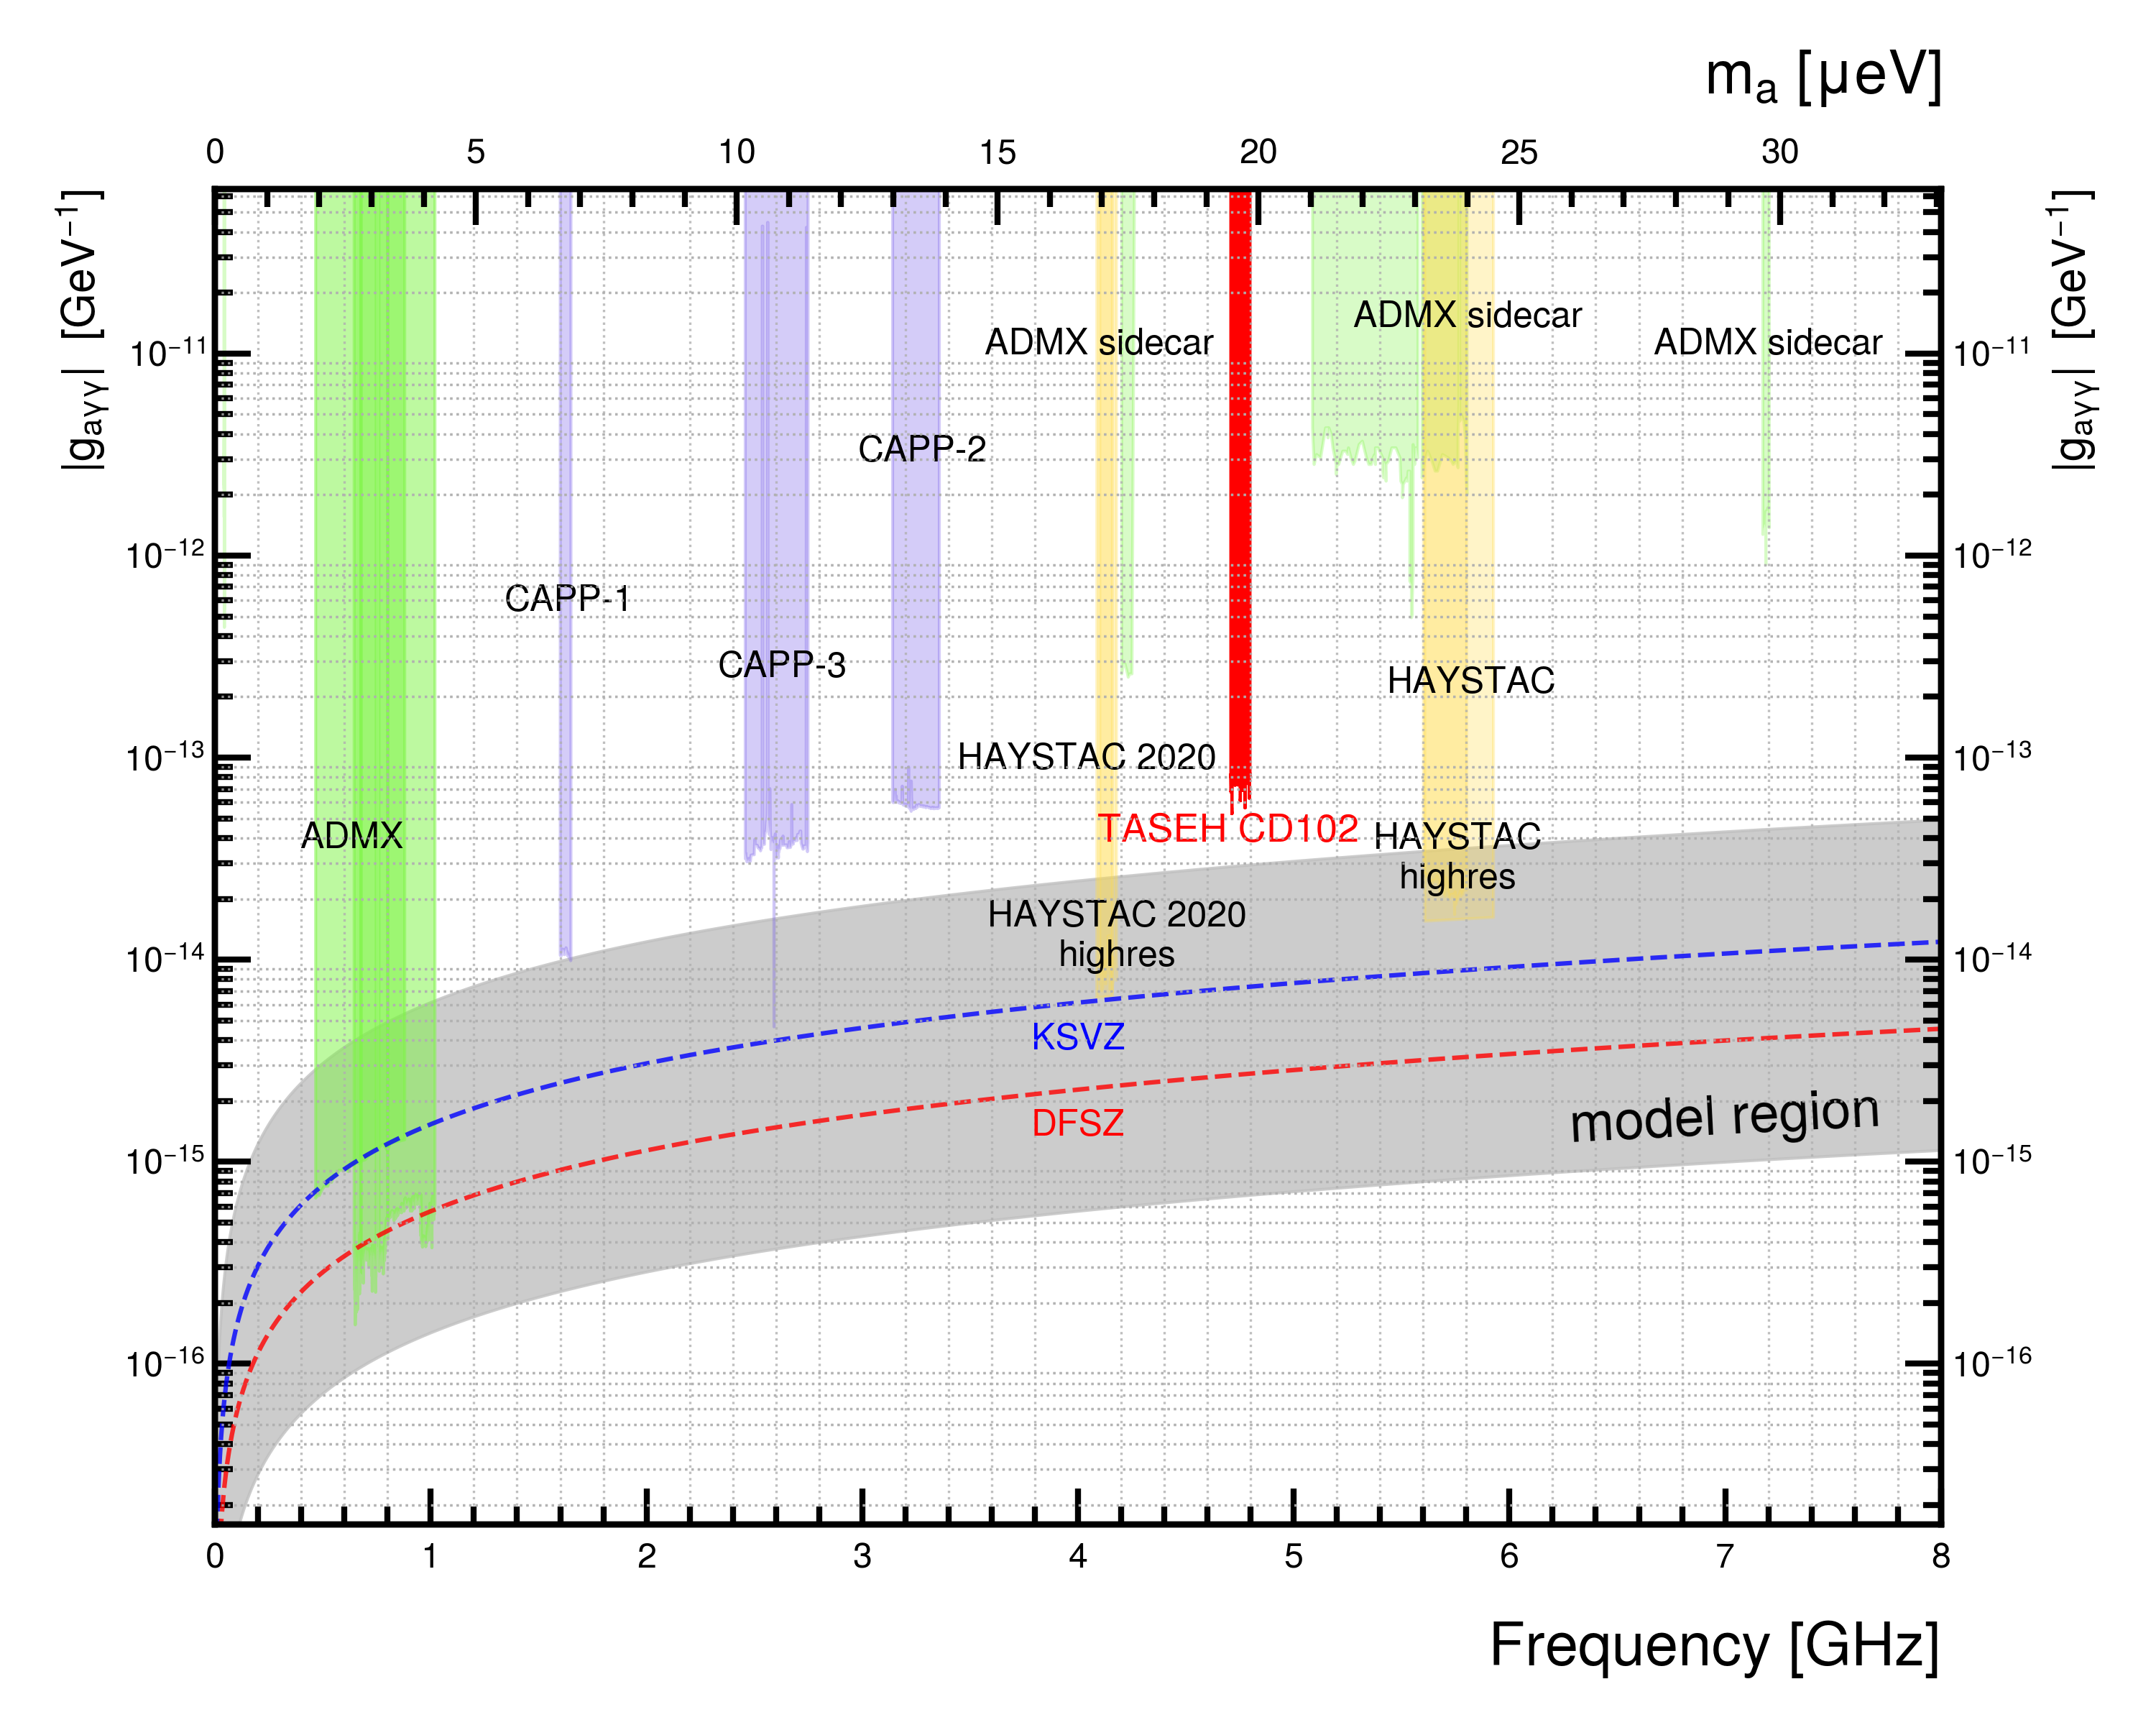 mₐ [µeV]
0 5 10 15 20 25 30
|gₐγγ| [GeV⁻¹]
|gₐγγ| [GeV⁻¹]
ADMX sidecar
ADMX sidecar
ADMX sidecar
10⁻¹¹
10⁻¹¹
CAPP-2
10⁻¹²
10⁻¹²
CAPP-1
CAPP-3
HAYSTAC
10⁻¹³
HAYSTAC 2020
10⁻¹³
ADMX
TASEH CD102
HAYSTAC
highres
HAYSTAC 2020
highres
10⁻¹⁴
10⁻¹⁴
KSVZ
DFSZ
model region
10⁻¹⁵
10⁻¹⁵
10⁻¹⁶
10⁻¹⁶
0 1 2 3 4 5 6 7 8
Frequency [GHz]